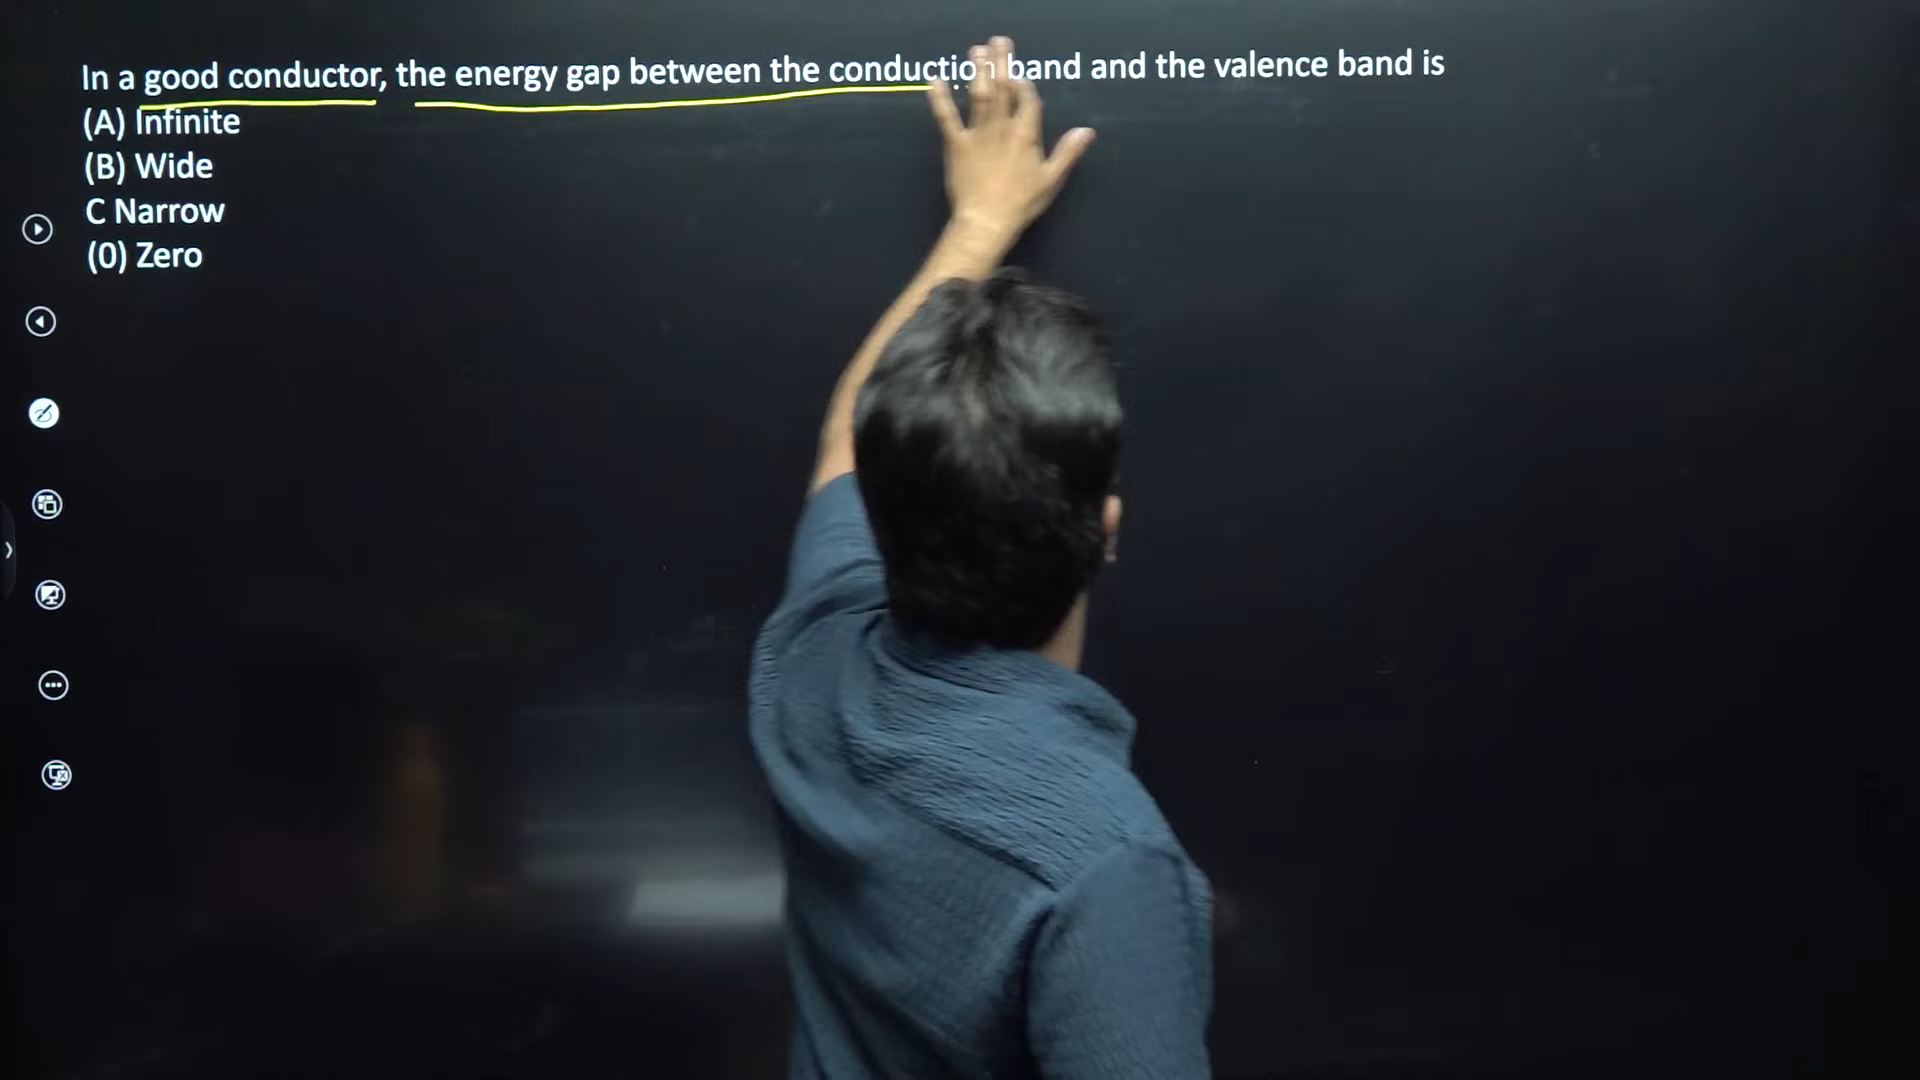 In a good conductor, the energy gap between the conduction band and the valence band is
(A) Infinite
(B) Wide
C Narrow
(0) Zero